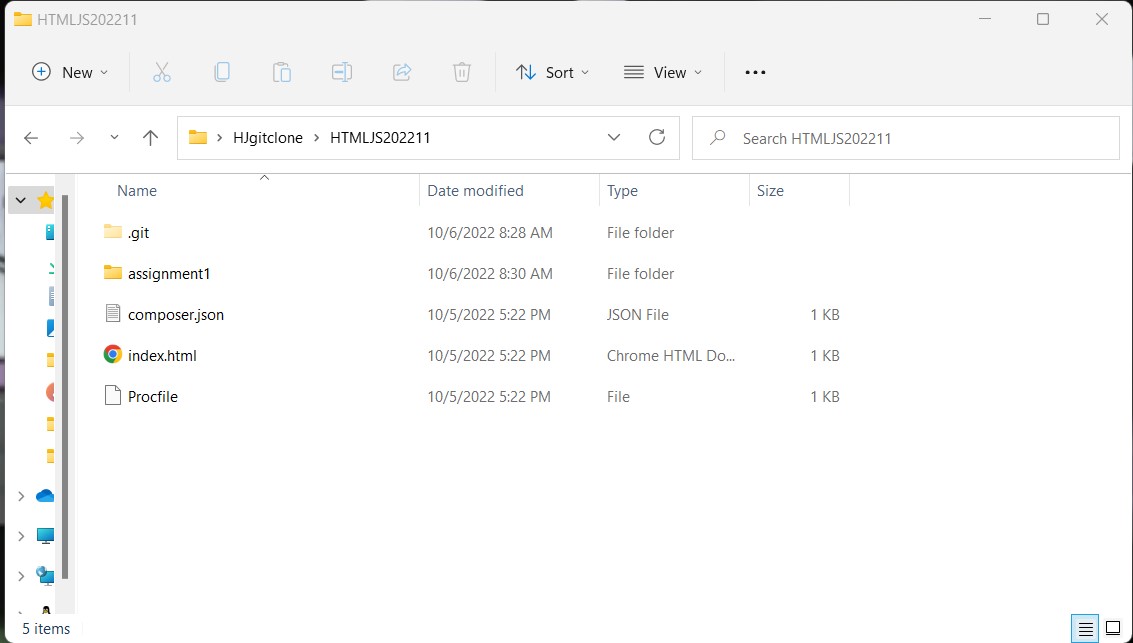 HTMLJS202211
New Sort View
HJgitclone HTMLJS202211 Search HTMLJS202211
Name Date modified Type Size
.git 10/6/2022 8:28 AM File folder
assignment1 10/6/2022 8:30 AM File folder
composer.json 10/5/2022 5:22 PM JSON File 1 KB
index.html 10/5/2022 5:22 PM Chrome HTML Do... 1 KB
Procfile 10/5/2022 5:22 PM File 1 KB
5 items